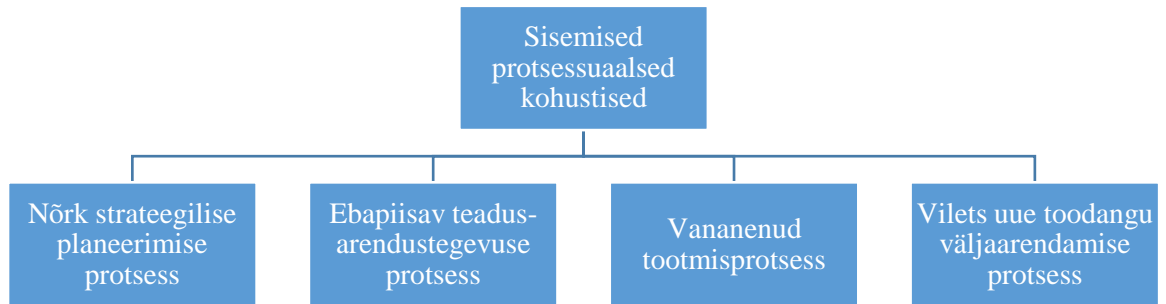 Sisemised
protsessuaalsed
kohustised
Nõrk strateegilise
planeerimise
protsess
Ebapiisav teadus-
arendustegevuse
protsess
Vananenud
tootmisprotsess
Vilets uue toodangu
väljaarendamise
protsess